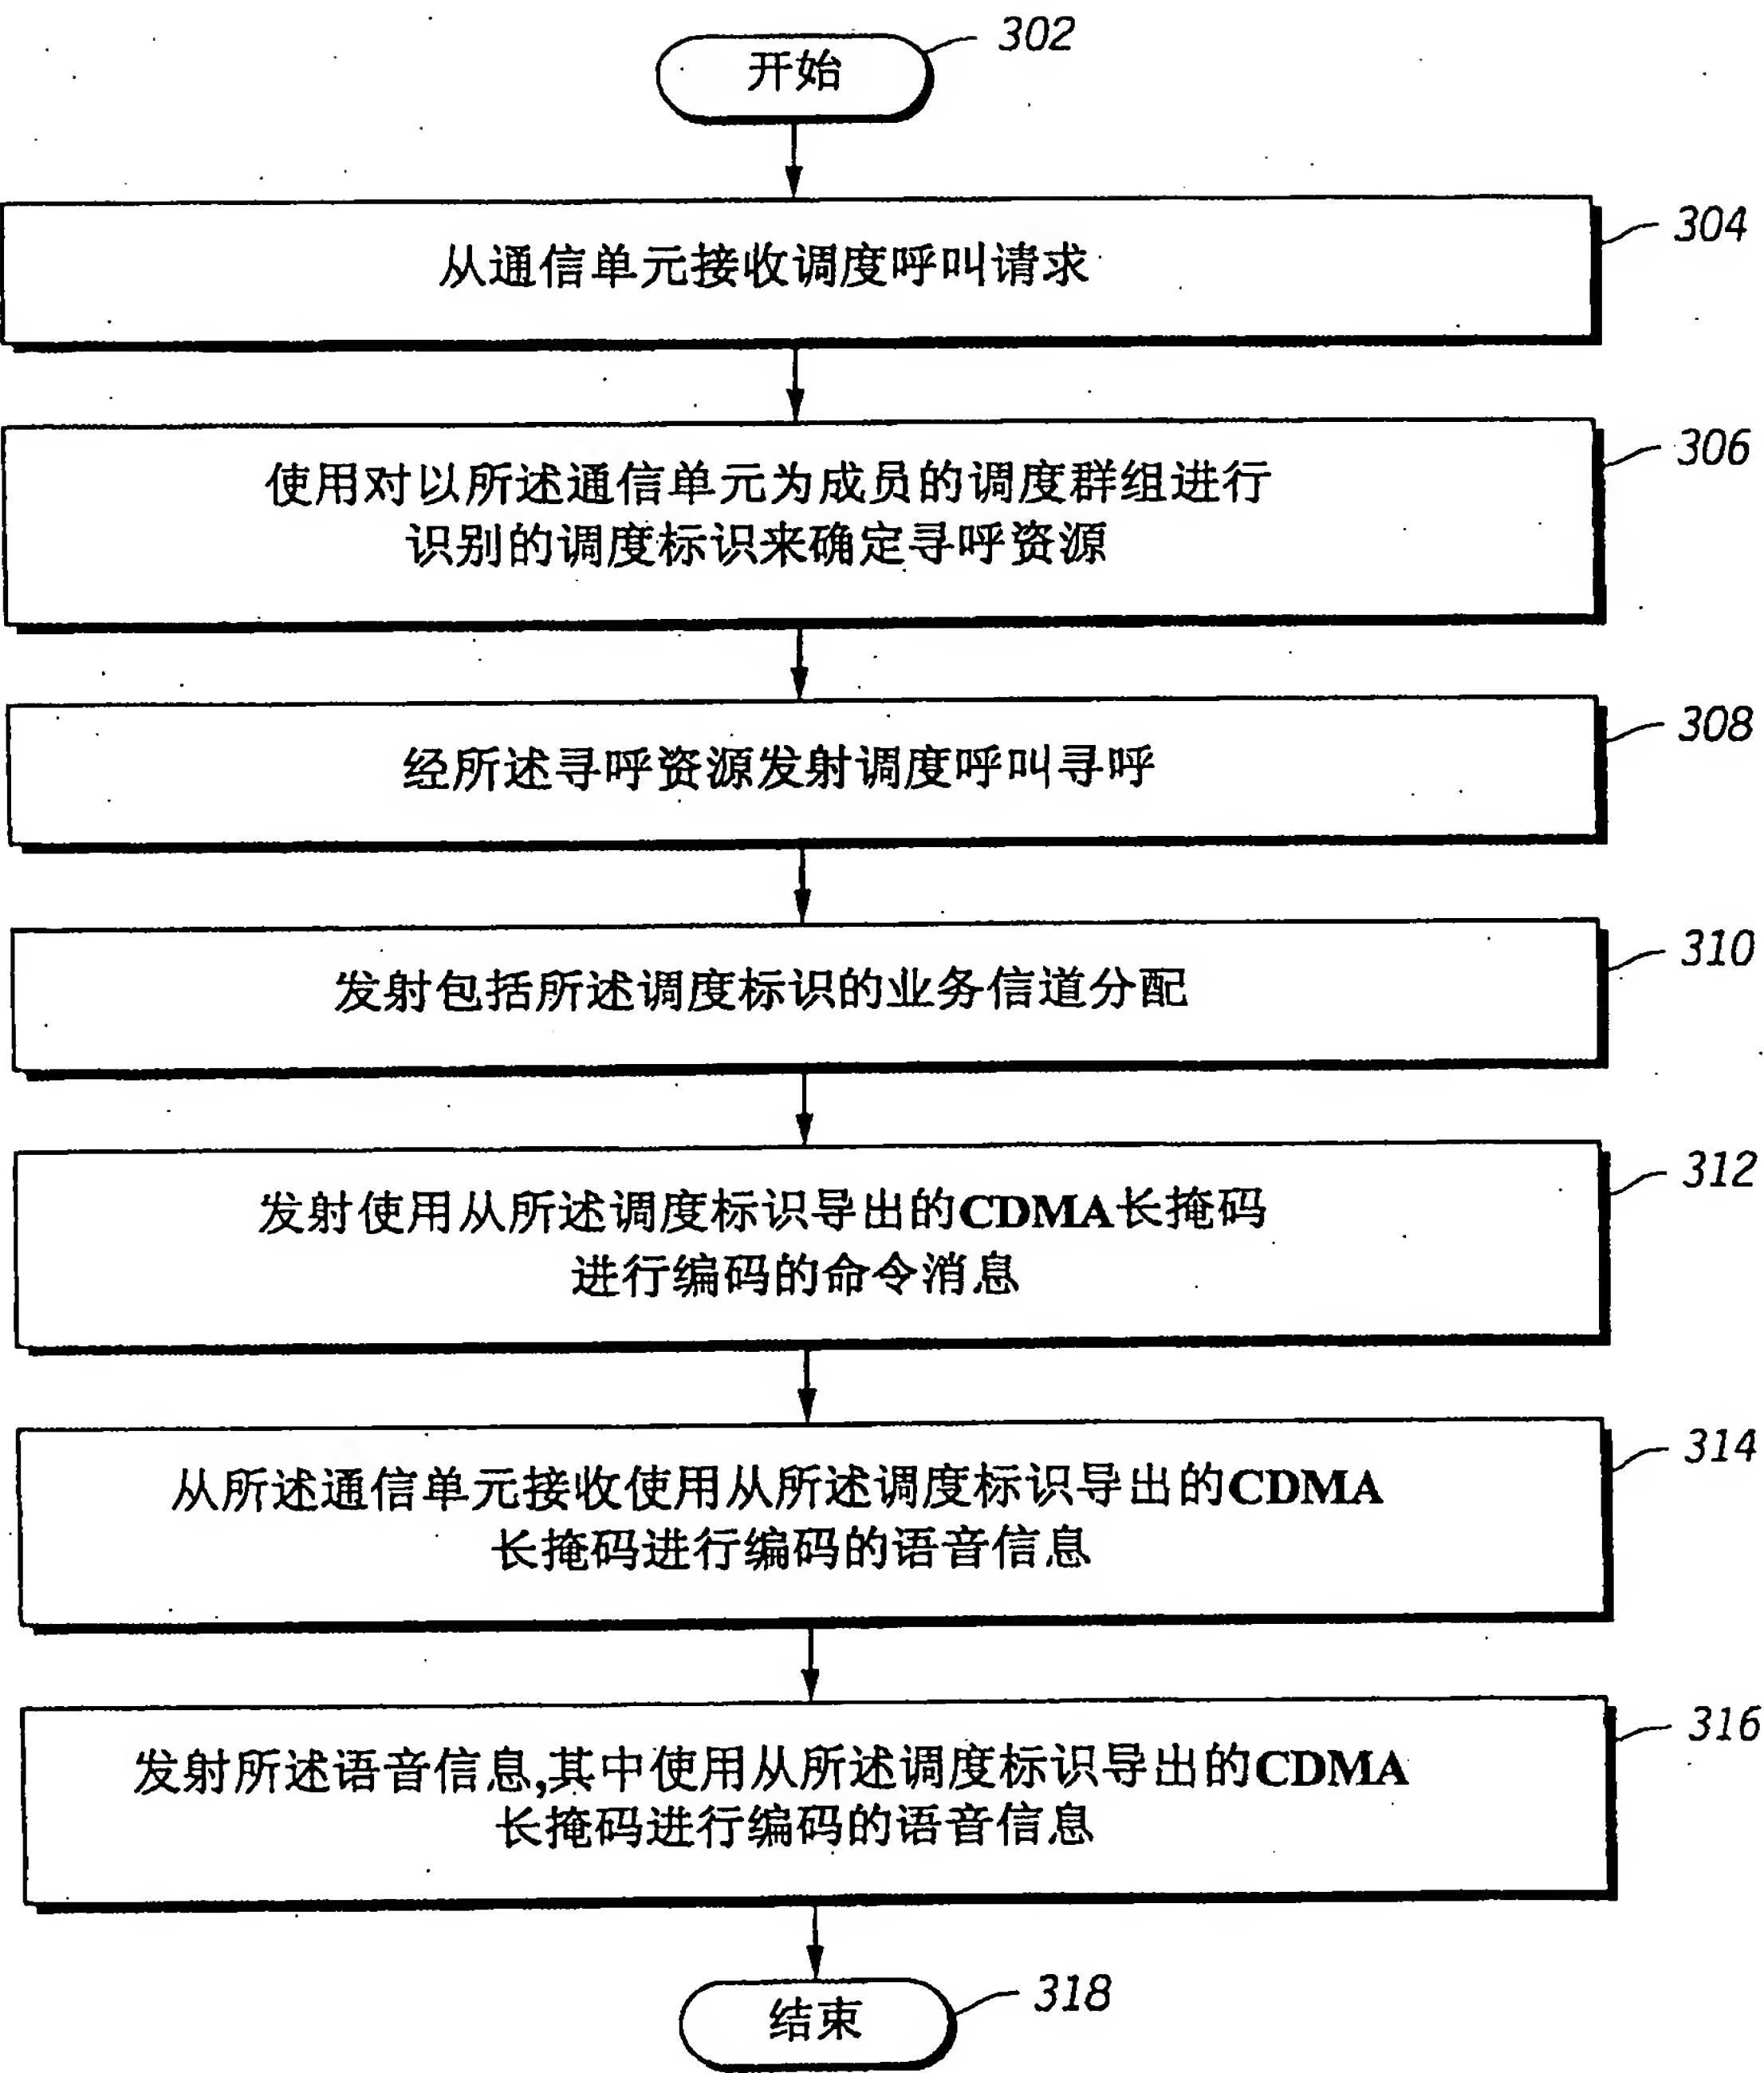 开始
302
从通信单元接收调度呼叫请求
304
使用对以所述通信单元为成员的调度群组进行
识别的调度标识来确定寻呼资源
306
经所述寻呼资源发射调度呼叫寻呼
308
发射包括所述调度标识的业务信道分配
310
发射使用从所述调度标识导出的CDMA长掩码
进行编码的命令消息
312
从所述通信单元接收使用从所述调度标识导出的CDMA
长掩码进行编码的语音信息
314
发射所述语音信息,其中使用从所述调度标识导出的CDMA
长掩码进行编码的语音信息
316
结束
318